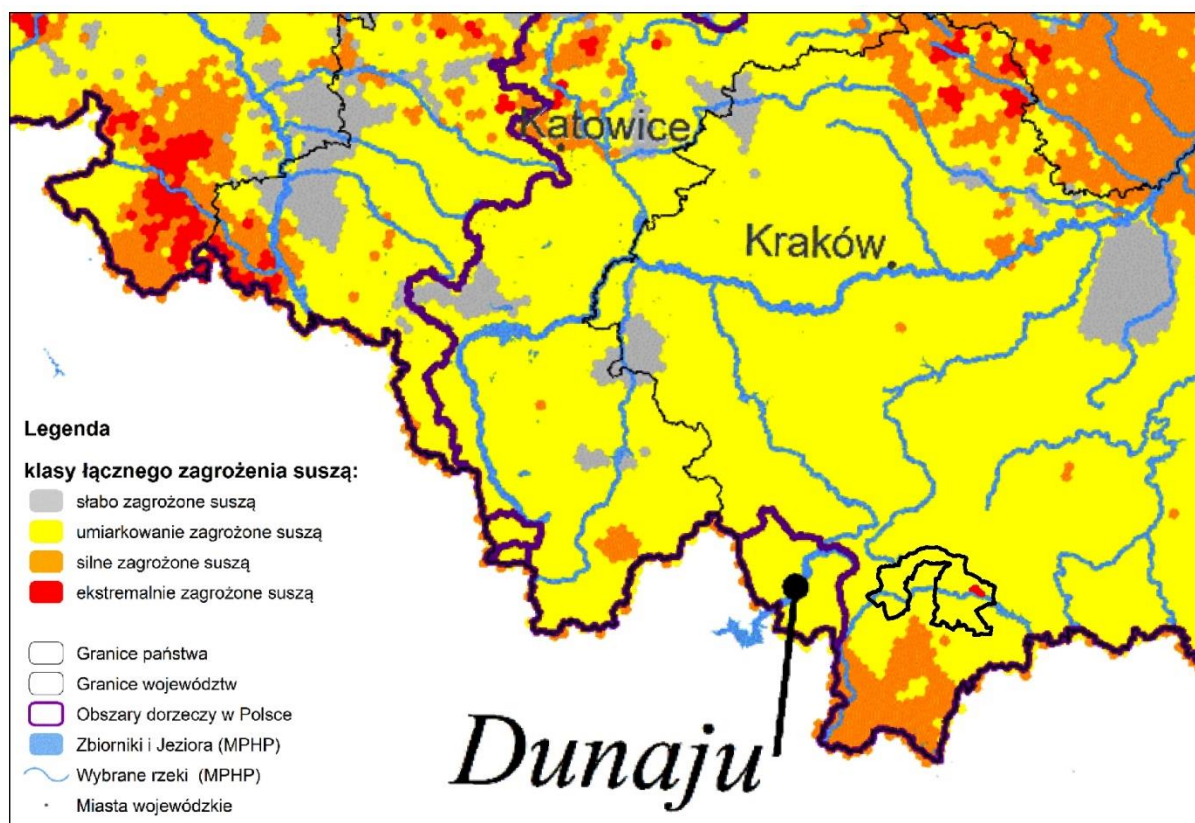 Katowice
Kraków
Legenda
klasy łącznego zagrożenia suszą:
słabo zagrożone suszą
umiarkowanie zagrożone suszą
silne zagrożone suszą
ekstremalnie zagrożone suszą
Granice państwa
Granice województw
Obszary dorzeczy w Polsce
Zbiorniki i Jeziora (MPHP)
Wybrane rzeki (MPHP)
Miasta wojewódzkie
Dunaju